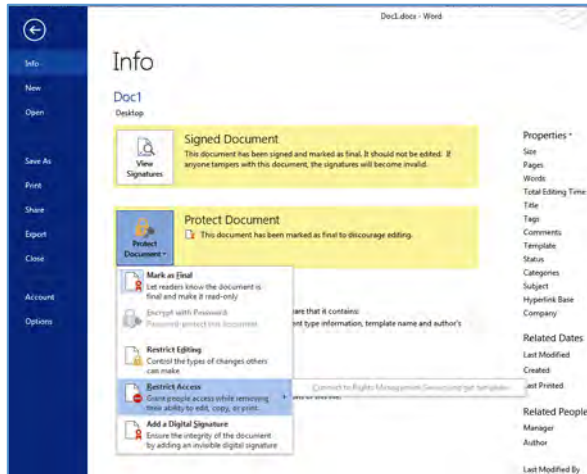 Doc1.docx - Word
Info
New
Open
Save As
Print
Share
Export
Close
Account
Options
Info
Doc1
Desktop
View
Signatures
Signed Document
This document has been signed and marked as final. It should not be edited. If
anyone tampers with this document, the signatures will become invalid.
Protect
Document
Protect Document
This document has been marked as final to discourage editing.
Mark as Final
Let readers know the document is
final and make it read-only
Encrypt with Password
Password-protect this document
Restrict Editing
Control the types of changes others
can make
Restrict Access
Grant people access while removing
their ability to edit, copy, or print.
Add a Digital Signature
Ensure the integrity of the document
by adding an invisible digital signature
are that it contains:
nt type information, template name and author's
Connect to Rights Management Servers and get templates
of this file.
Properties
Size
Pages
Words
Total Editing Time
Title
Tags
Comments
Template
Status
Categories
Subject
Hyperlink Base
Company
Related Dates
Last Modified
Created
Last Printed
Related People
Manager
Author
Last Modified By